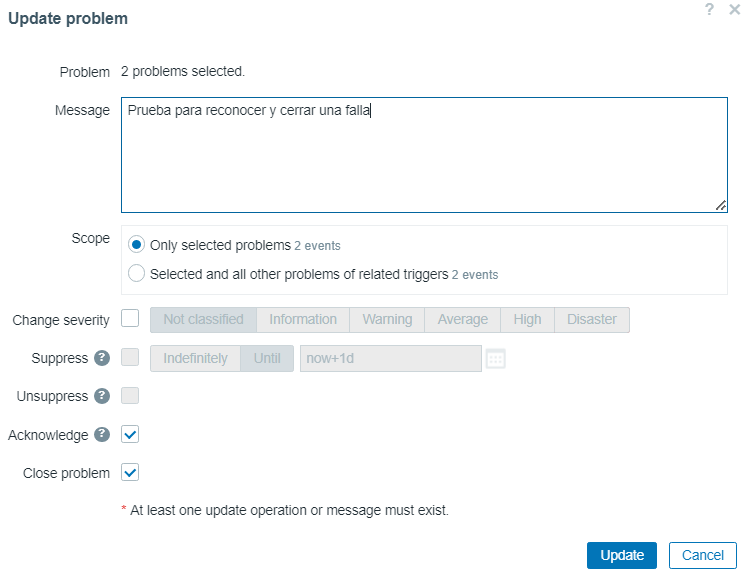 Update problem
Problem 2 problems selected.
Message Prueba para reconocer y cerrar una falla
Scope
Only selected problems 2 events
Selected and all other problems of related triggers 2 events
Change severity Not classified Information Warning Average High Disaster
Suppress ? Indefinitely Until now+1d
Unsuppress ?
Acknowledge ?
Close problem
* At least one update operation or message must exist.
Update Cancel